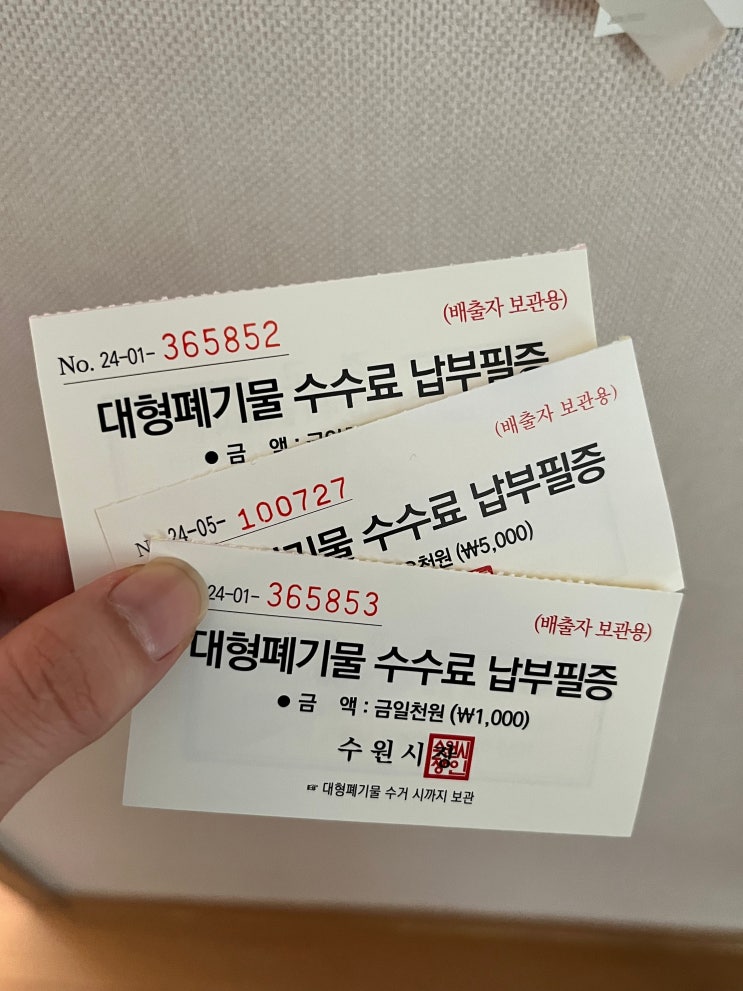 No. 24-01- 365852
(배출자 보관용)
대형폐기물 수수료 납부필증
● 금 액 :
24-05- 100727
(배출자 보관용)
수수료 납부필증
(₩5,000)
24-01- 365853
(배출자 보관용)
대형폐기물 수수료 납부필증
● 금 액 : 금일천원 (₩1,000)
수 원 시 장
☞ 대형폐기물 수거 시까지 보관